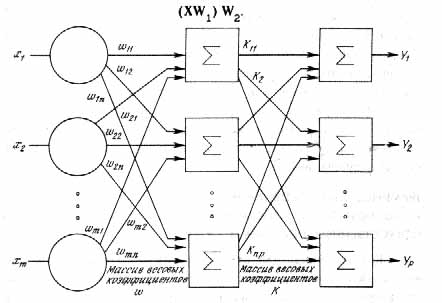 (XW₁) W₂.
x₁ w₁₁ Σ K₁₁ Σ y₁
w₁₂ K₂
w₁n
w₂₁
x₂ w₂₂ Σ Σ y₂
w₂n
wm₁ wm₂
xm wmn Σ Knp Σ yp
Массив весовых Массив весовых
коэффициентов коэффициентов
w K